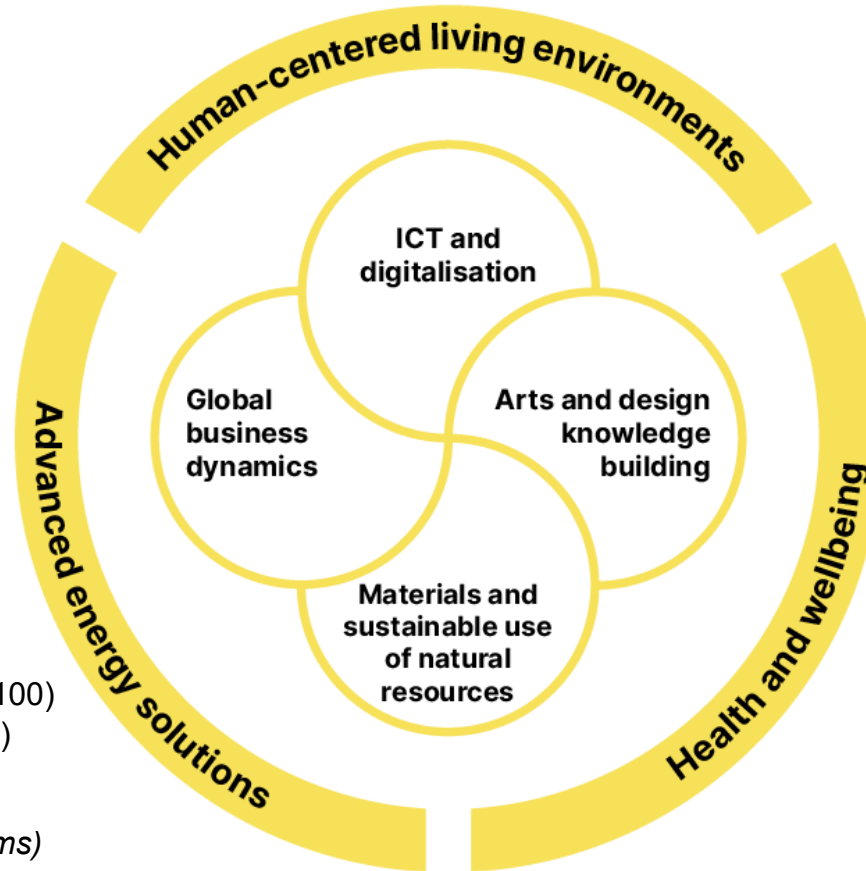 Human-centered living environments
ICT and
digitalisation
Global
business
dynamics
Arts and design
knowledge
building
Materials and
sustainable use
of natural
resources
Advanced energy solutions
Health and wellbeing
100)
)
ms)